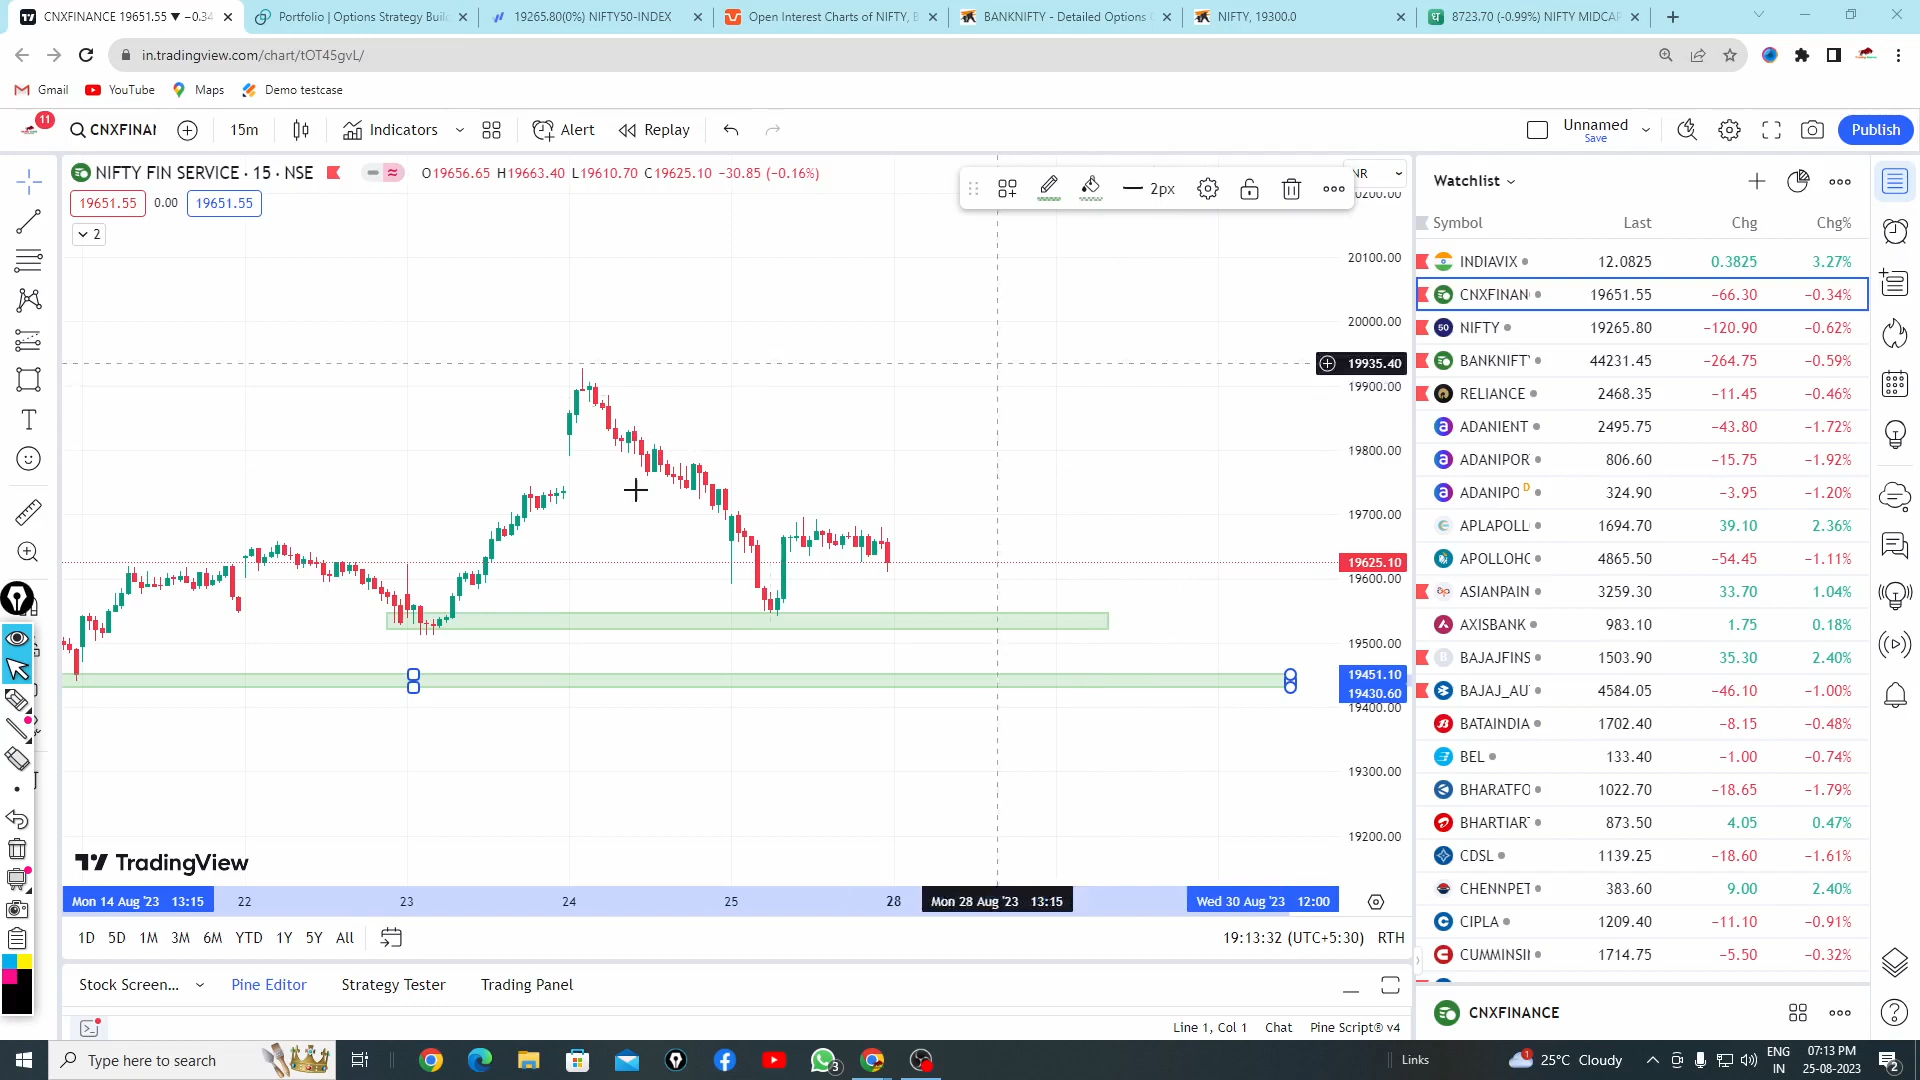 CNXFINANCE 19651.55 ▼ −0.34
Portfolio | Options Strategy Buil
19265.80(0%) NIFTY50-INDEX
Open Interest Charts of NIFTY, B
BANKNIFTY - Detailed Options C
NIFTY, 19300.0
8723.70 (-0.99%) NIFTY MIDCAP
in.tradingview.com/chart/tOT45gvL/
Gmail
YouTube
Maps
Demo testcase
11
CNXFINAN
15m
Indicators
Alert
Replay
Unnamed
Save
Publish
NIFTY FIN SERVICE · 15 · NSE
O19656.65 H19663.40 L19610.70 C19625.10 −30.85 (−0.16%)
19651.55
0.00
19651.55
2
2px
20100.00
20000.00
19935.40
19900.00
19800.00
19700.00
19625.10
19600.00
19500.00
19451.10
19430.60
19400.00
19300.00
19200.00
TradingView
Mon 14 Aug '23 13:15
22
23
24
25
28
Mon 28 Aug '23 13:15
Wed 30 Aug '23 12:00
1D 5D 1M 3M 6M YTD 1Y 5Y All
19:13:32 (UTC+5:30) RTH
Stock Screen...
Pine Editor
Strategy Tester
Trading Panel
Line 1, Col 1
Chat
Pine Script® v4
Watchlist
Symbol Last Chg Chg%
INDIAVIX 12.0825 0.3825 3.27%
CNXFINAN 19651.55 −66.30 −0.34%
50 NIFTY 19265.80 −120.90 −0.62%
BANKNIFTY 44231.45 −264.75 −0.59%
RELIANCE 2468.35 −11.45 −0.46%
ADANIENT 2495.75 −43.80 −1.72%
ADANIPOR 806.60 −15.75 −1.92%
ADANIPO D 324.90 −3.95 −1.20%
APLAPOLL 1694.70 39.10 2.36%
APOLLOHO 4865.50 −54.45 −1.11%
ASIANPAIN 3259.30 33.70 1.04%
AXISBANK 983.10 1.75 0.18%
BAJAJFINS 1503.90 35.30 2.40%
BAJAJ_AU 4584.05 −46.10 −1.00%
BATAINDIA 1702.40 −8.15 −0.48%
BEL 133.40 −1.00 −0.74%
BHARATFO 1022.70 −18.65 −1.79%
BHARTIART 873.50 4.05 0.47%
CDSL 1139.25 −18.60 −1.61%
CHENNPET 383.60 9.00 2.40%
CIPLA 1209.40 −11.10 −0.91%
CUMMINSI 1714.75 −5.50 −0.32%
CNXFINANCE
Type here to search
3
Links
1
25°C Cloudy
ENG
IN
07:13 PM
25-08-2023
2